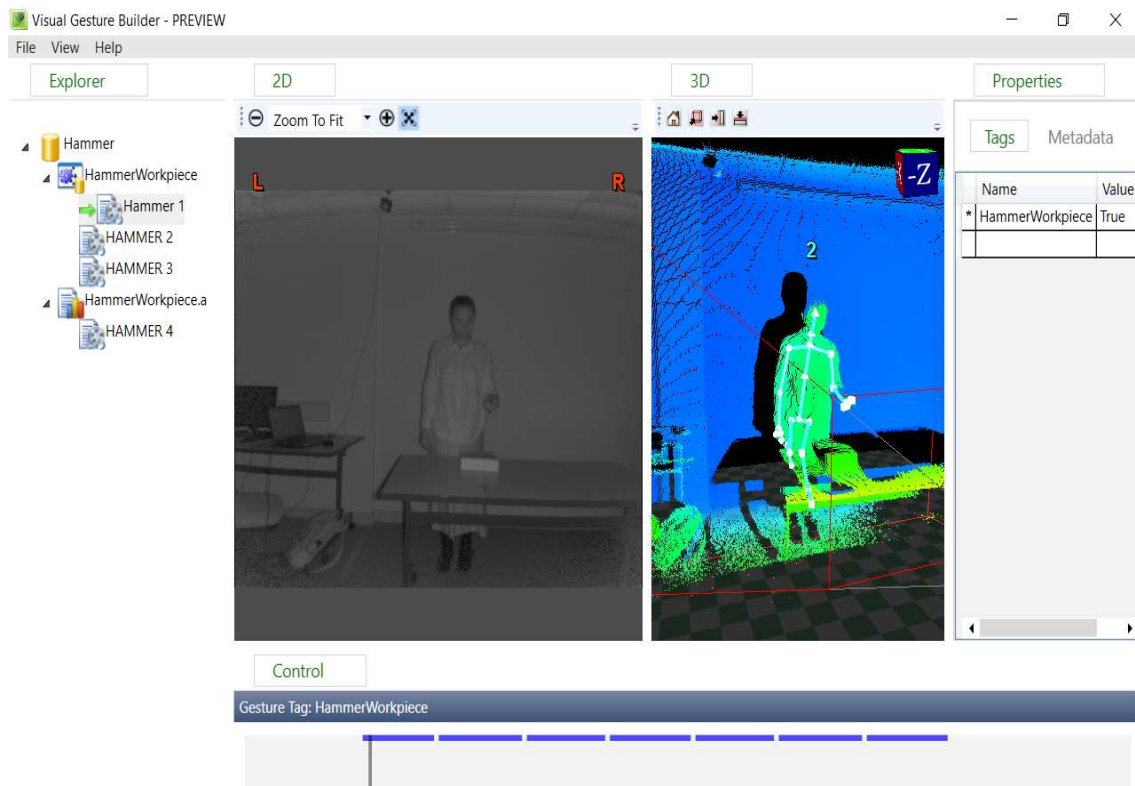 Visual Gesture Builder - PREVIEW
File View Help
Explorer
2D
3D
Properties
Zoom To Fit
Tags Metadata
Hammer
HammerWorkpiece
Hammer 1
HAMMER 2
HAMMER 3
HammerWorkpiece.a
HAMMER 4
L R
2
-Z
Name Value
* HammerWorkpiece True
Control
Gesture Tag: HammerWorkpiece